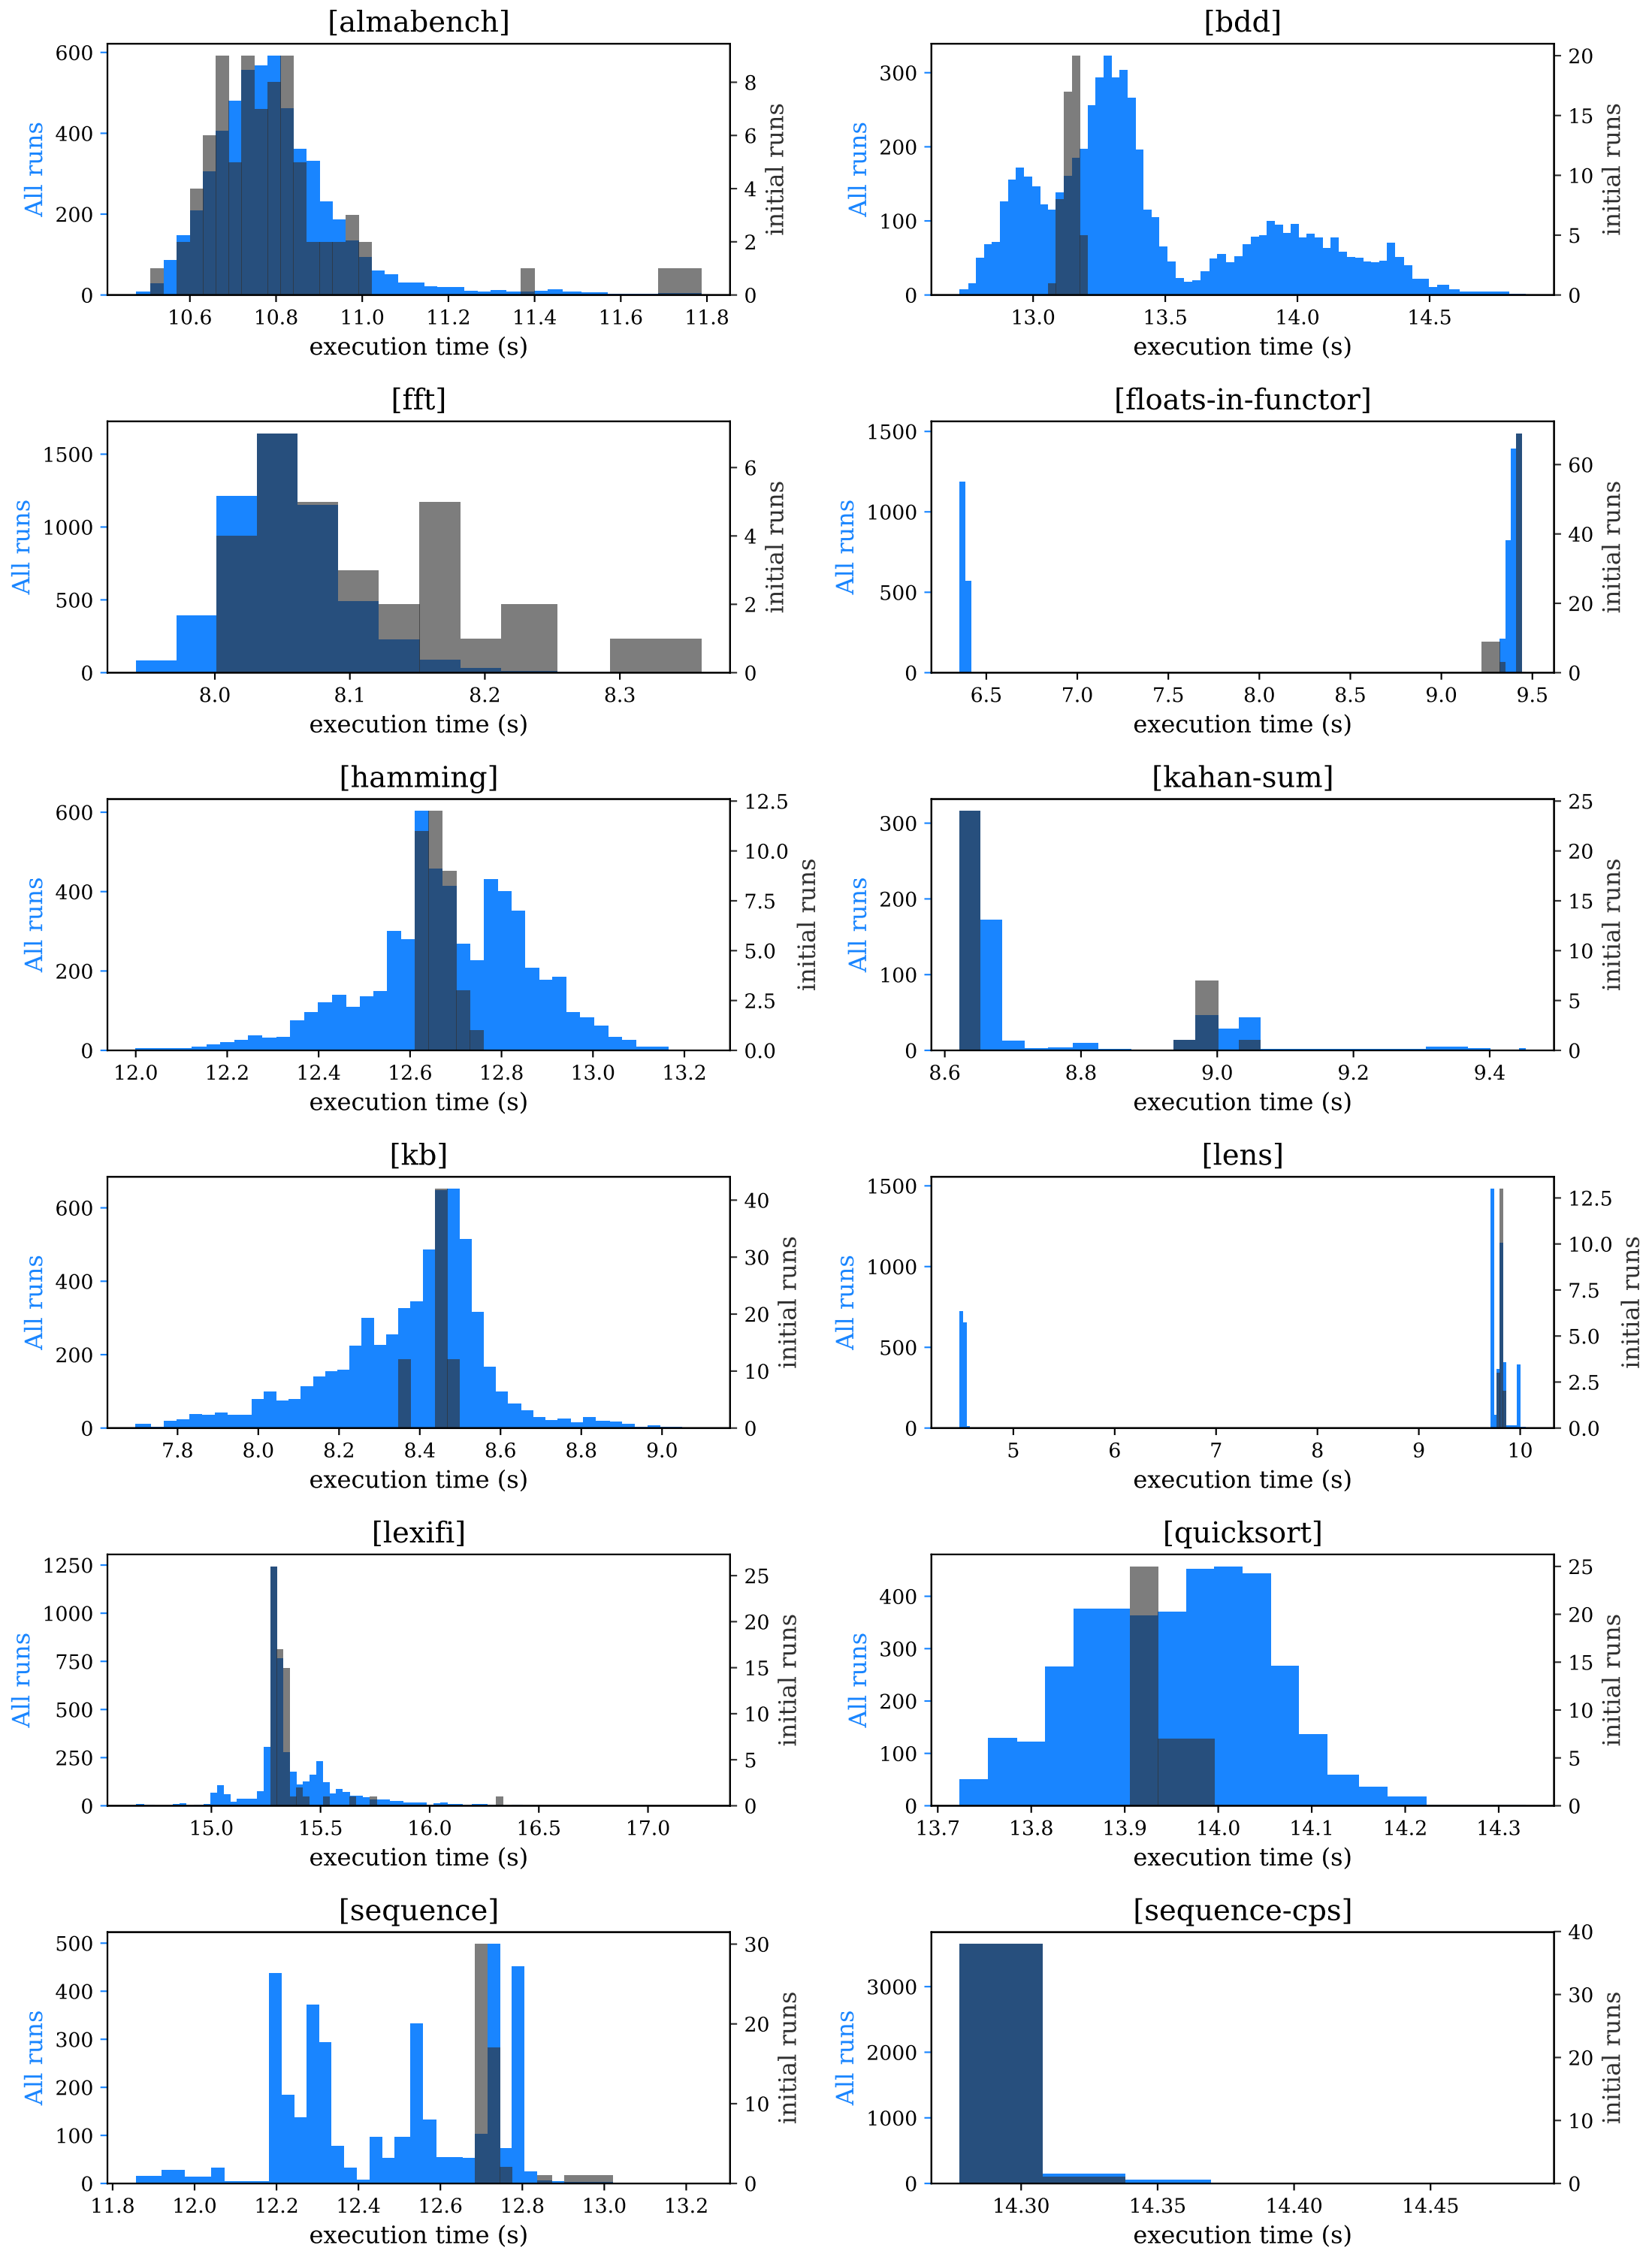 [almabench]
600
400
200
0
All runs
8
6
4
2
0
initial runs
10.6 10.8 11.0 11.2 11.4 11.6 11.8
execution time (s)
[bdd]
300
200
100
0
All runs
20
15
10
5
0
initial runs
13.0 13.5 14.0 14.5
execution time (s)
[fft]
1500
1000
500
0
All runs
6
4
2
0
initial runs
8.0 8.1 8.2 8.3
execution time (s)
[floats-in-functor]
1500
1000
500
0
All runs
60
40
20
0
initial runs
6.5 7.0 7.5 8.0 8.5 9.0 9.5
execution time (s)
[hamming]
600
400
200
0
All runs
12.5
10.0
7.5
5.0
2.5
0.0
initial runs
12.0 12.2 12.4 12.6 12.8 13.0 13.2
execution time (s)
[kahan-sum]
300
200
100
0
All runs
25
20
15
10
5
0
initial runs
8.6 8.8 9.0 9.2 9.4
execution time (s)
[kb]
600
400
200
0
All runs
40
30
20
10
0
initial runs
7.8 8.0 8.2 8.4 8.6 8.8 9.0
execution time (s)
[lens]
1500
1000
500
0
All runs
12.5
10.0
7.5
5.0
2.5
0.0
initial runs
5 6 7 8 9 10
execution time (s)
[lexifi]
1250
1000
750
500
250
0
All runs
25
20
15
10
5
0
initial runs
15.0 15.5 16.0 16.5 17.0
execution time (s)
[quicksort]
400
300
200
100
0
All runs
25
20
15
10
5
0
initial runs
13.7 13.8 13.9 14.0 14.1 14.2 14.3
execution time (s)
[sequence]
500
400
300
200
100
0
All runs
30
20
10
0
initial runs
11.8 12.0 12.2 12.4 12.6 12.8 13.0 13.2
execution time (s)
[sequence-cps]
3000
2000
1000
0
All runs
40
30
20
10
0
initial runs
14.30 14.35 14.40 14.45
execution time (s)